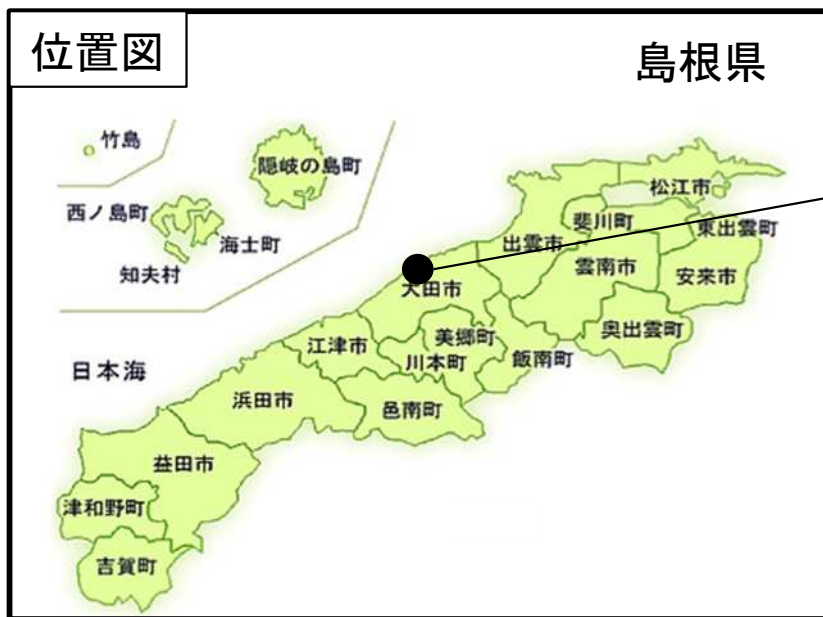 位置図
島根県
竹島
隠岐の島町
西ノ島町
海士町
知夫村
松江市
斐川町
東出雲町
出雲市
雲南市
安来市
大田市
奥出雲町
美郷町
江津市
川本町
飯南町
日本海
浜田市
邑南町
益田市
津和野町
吉賀町